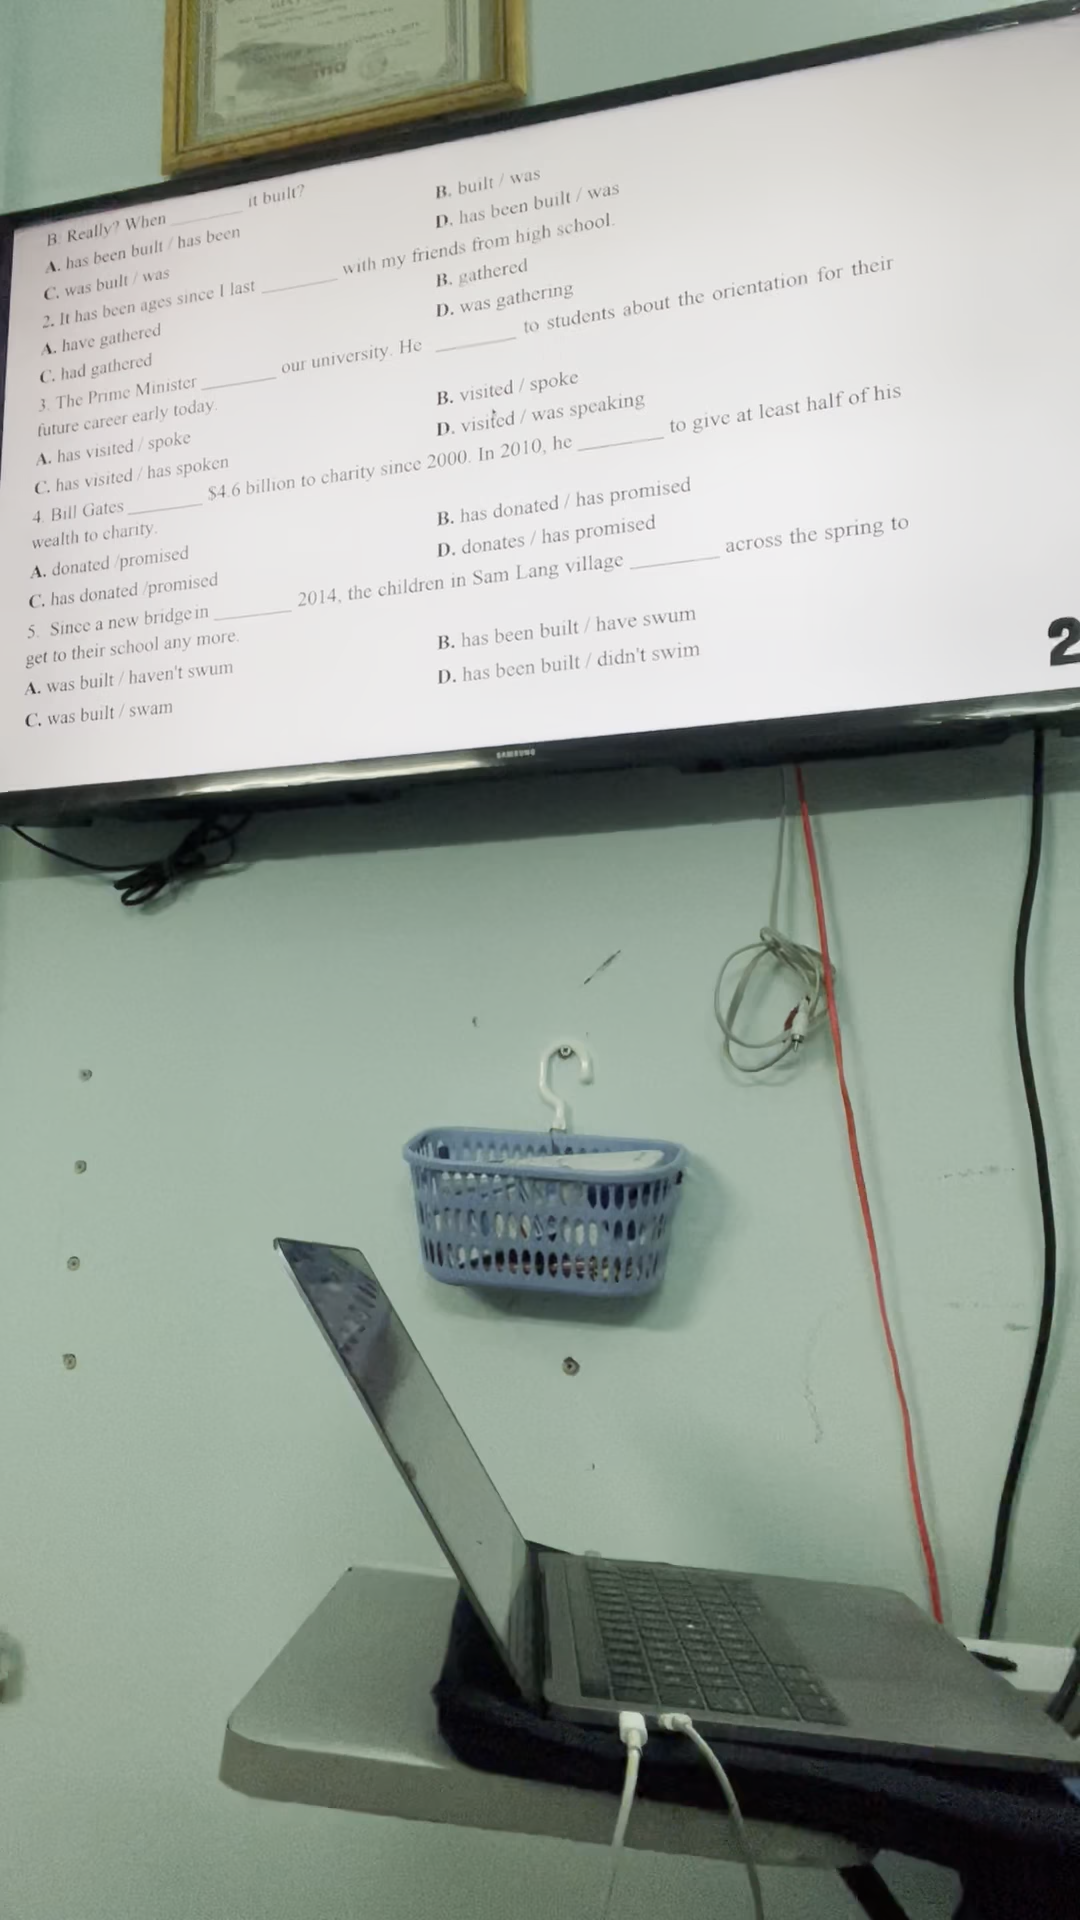 B: Really? When ________ it built?
A. has been built / has been
B. built / was
C. was built / was
D. has been built / was
2. It has been ages since I last ________ with my friends from high school.
A. have gathered
B. gathered
C. had gathered
D. was gathering
3. The Prime Minister ________ our university. He ________ to students about the orientation for their
future career early today.
A. has visited / spoke
B. visited / spoke
C. has visited / has spoken
D. visited / was speaking
4. Bill Gates ________ $4.6 billion to charity since 2000. In 2010, he ________ to give at least half of his
wealth to charity.
A. donated /promised
B. has donated / has promised
C. has donated /promised
D. donates / has promised
5. Since a new bridge in ________ 2014, the children in Sam Lang village ________ across the spring to
get to their school any more.
A. was built / haven't swum
B. has been built / have swum
C. was built / swam
D. has been built / didn't swim
2
SAMSUNG